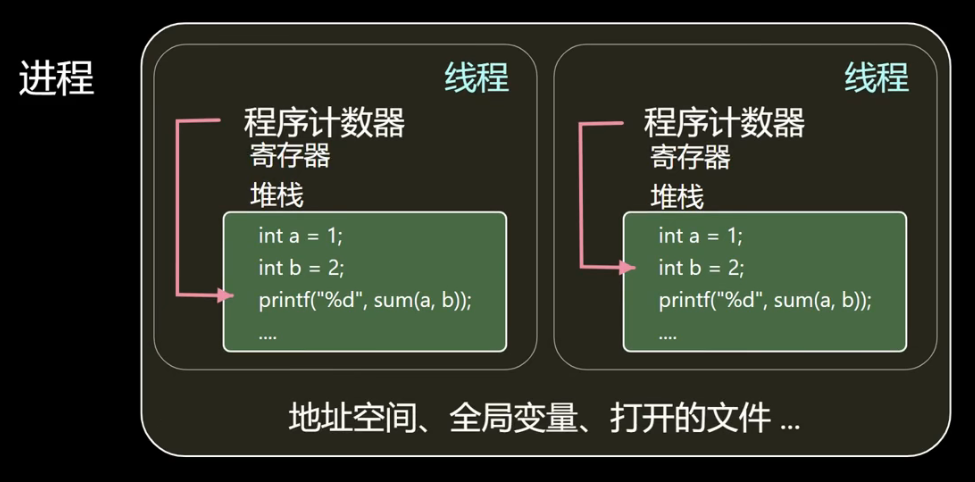 进程
线程
程序计数器
寄存器
堆栈
int a = 1;
int b = 2;
printf("%d", sum(a, b));
....
线程
程序计数器
寄存器
堆栈
int a = 1;
int b = 2;
printf("%d", sum(a, b));
....
地址空间、全局变量、打开的文件 ...